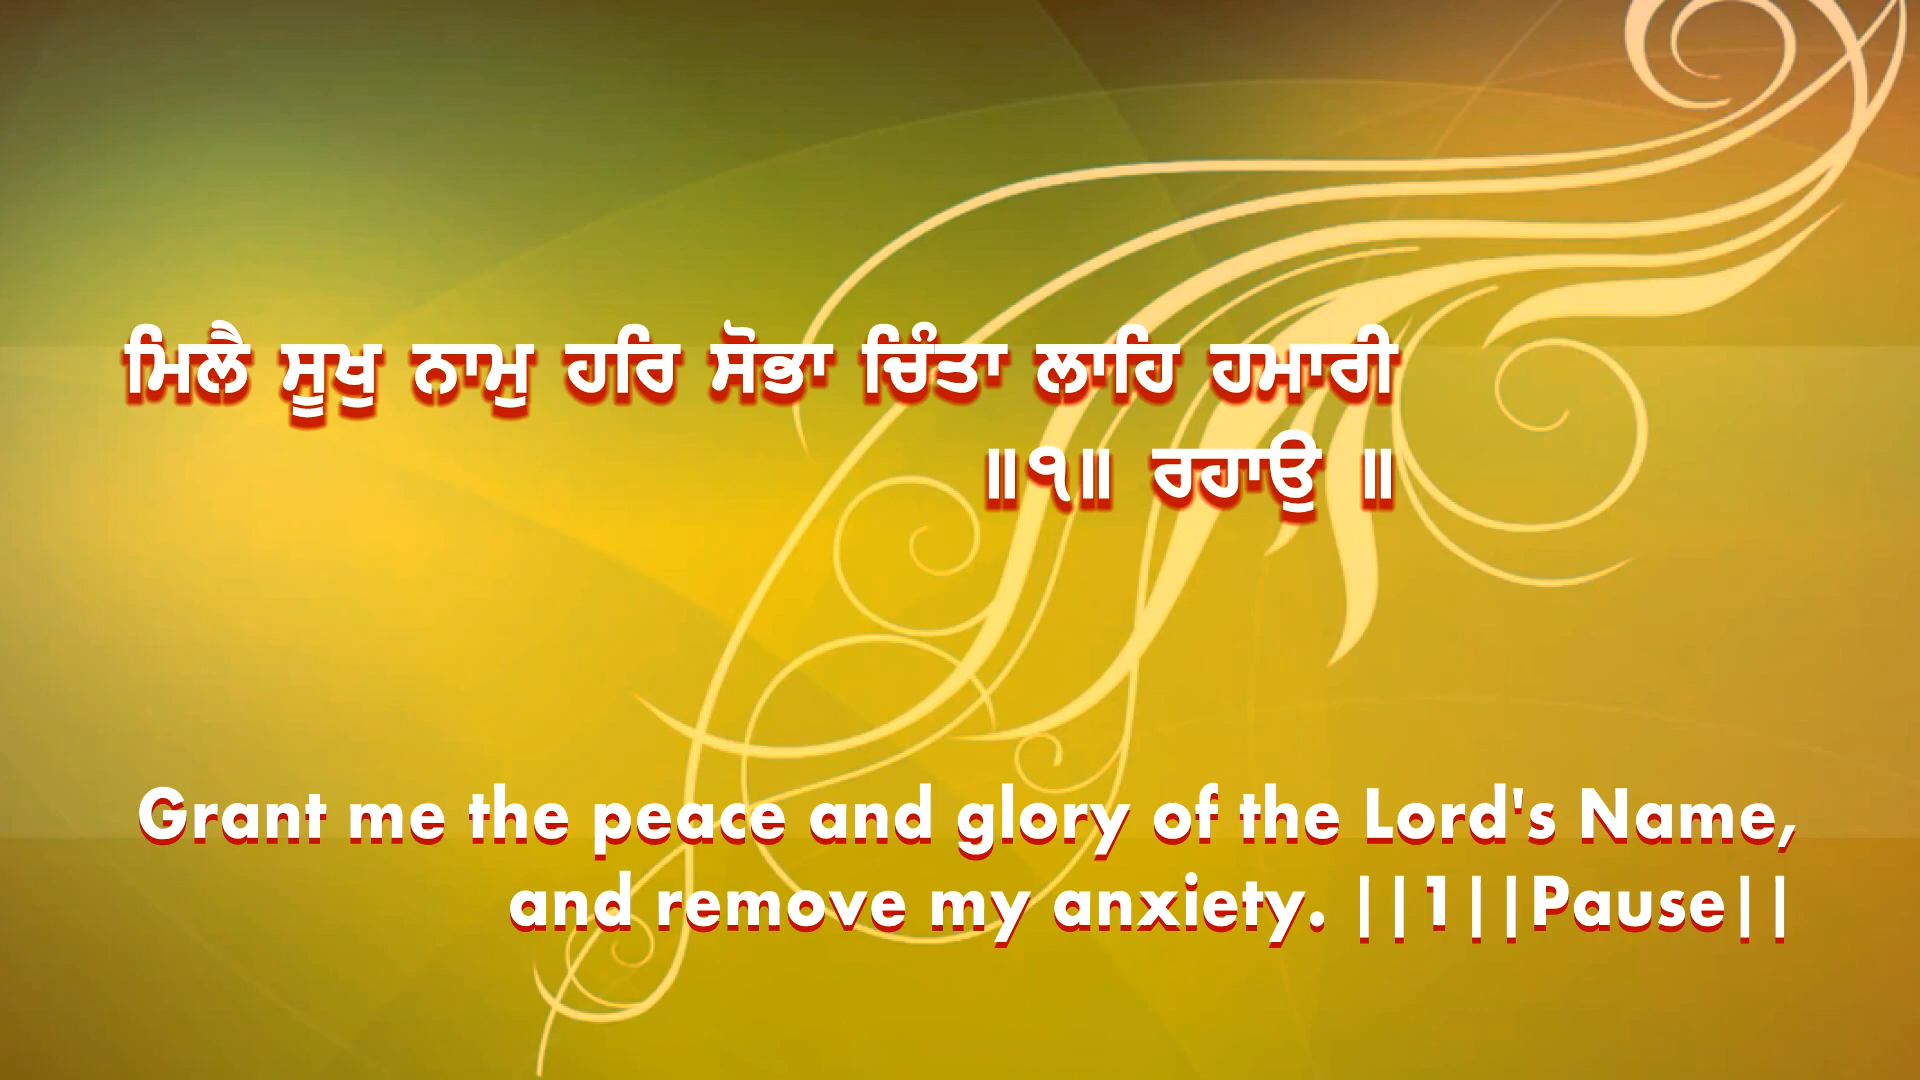 ਮਿਲੈ ਸੂਖੁ ਨਾਮੁ ਹਰਿ ਸੋਭਾ ਚਿੰਤਾ ਲਾਹਿ ਹਮਾਰੀ
॥੧॥ ਰਹਾਉ ॥
Grant me the peace and glory of the Lord's Name,
and remove my anxiety. ||1||Pause||